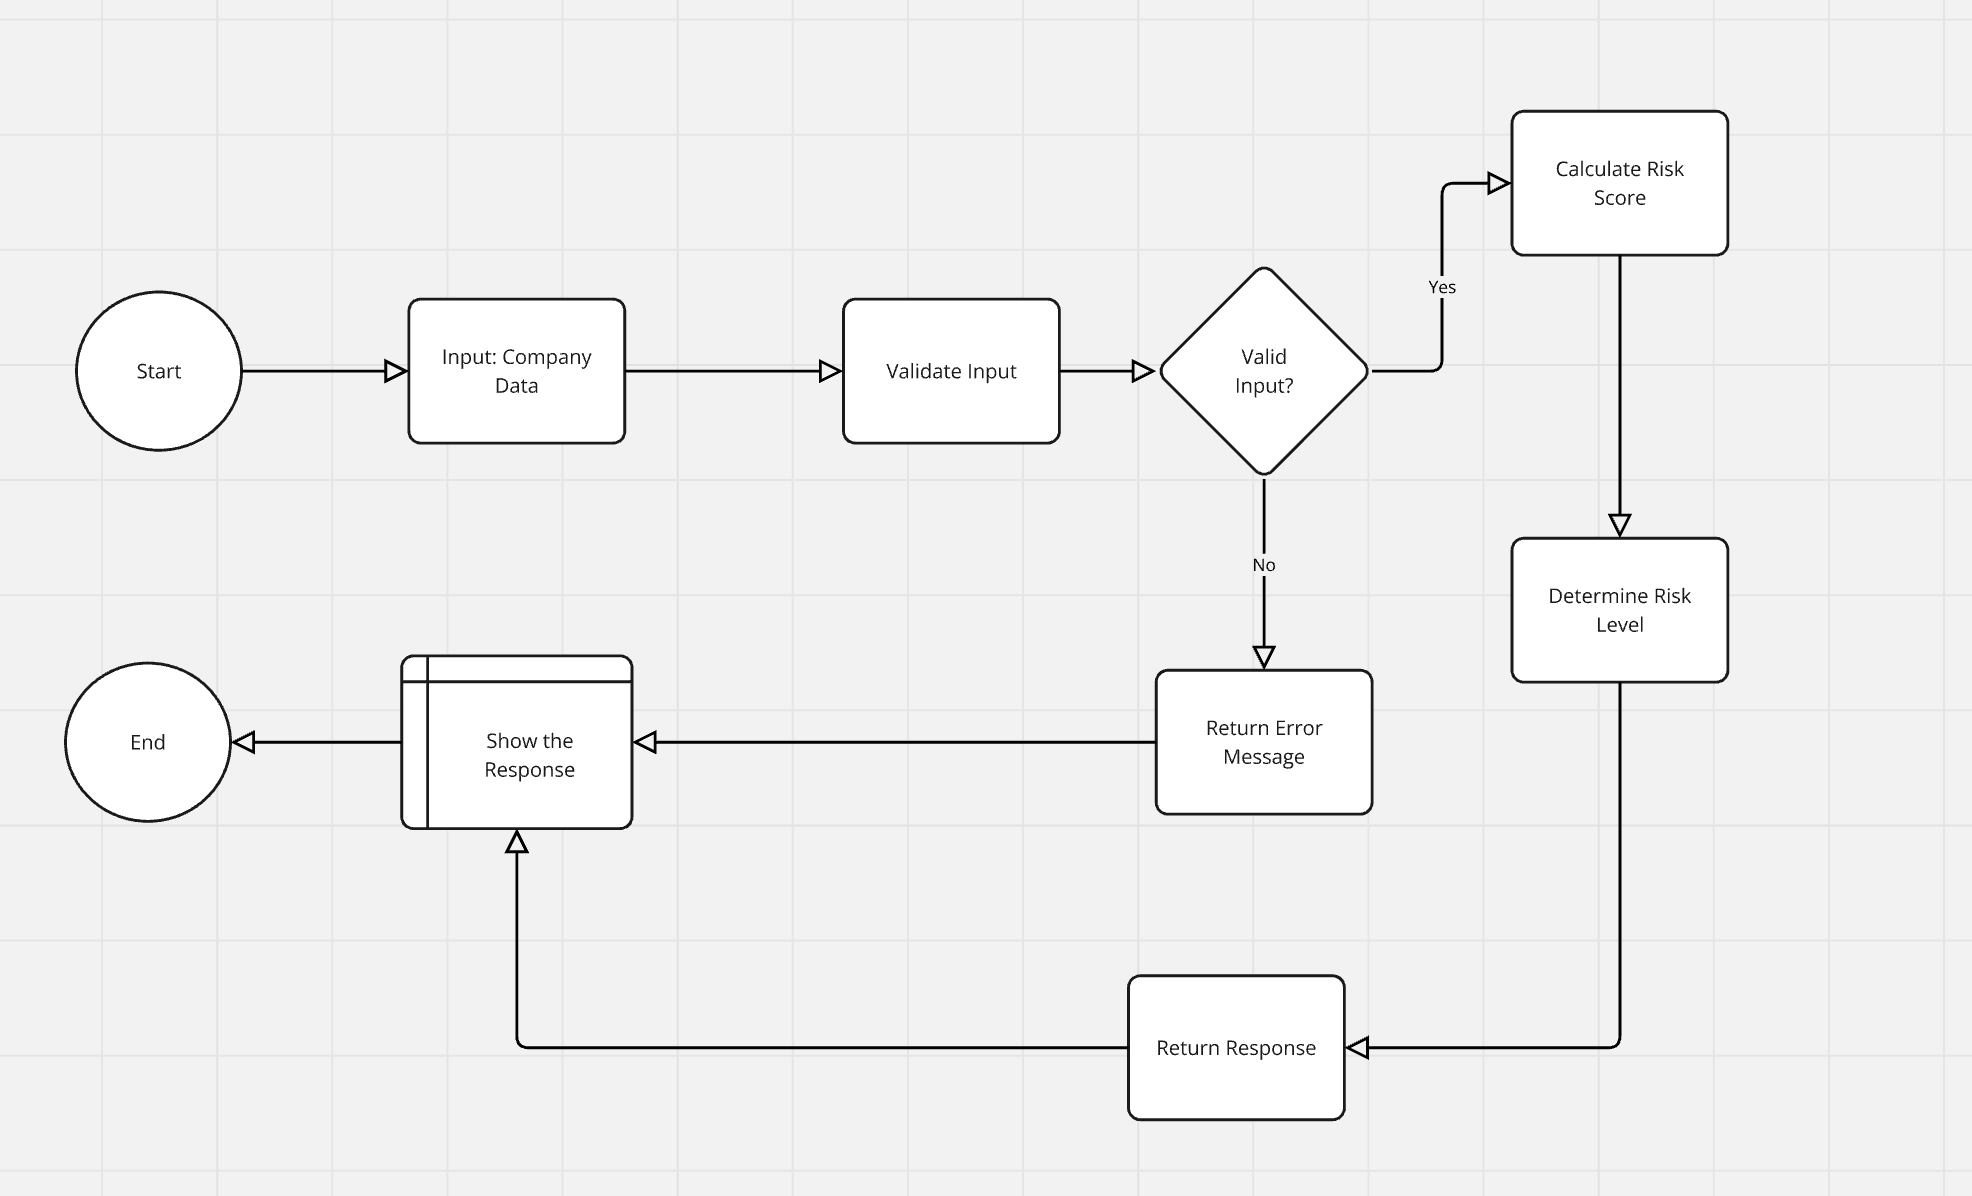 Start
Input: Company
Data
Validate Input
Valid
Input?
Yes
Calculate Risk
Score
No
Determine Risk
Level
Return Error
Message
Show the
Response
End
Return Response